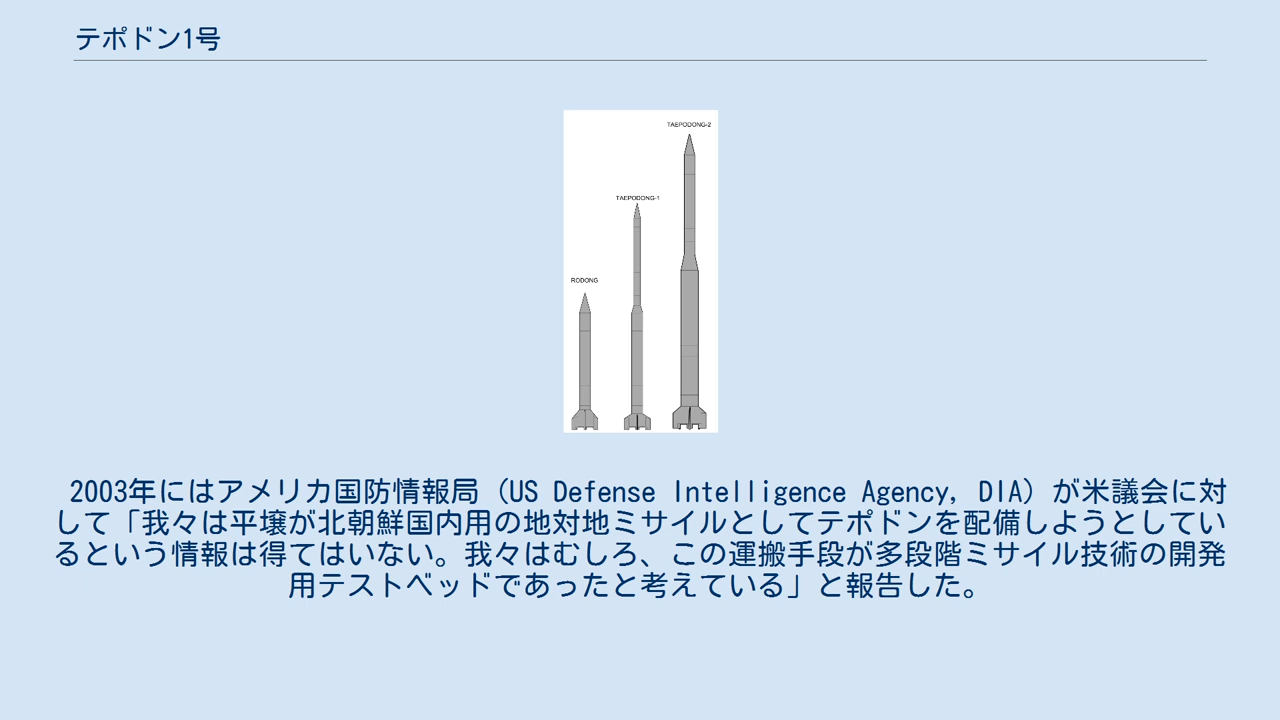 テポドン1号
TAEPODONG-2
TAEPODONG-1
RODONG
2003年にはアメリカ国防情報局（US Defense Intelligence Agency, DIA）が米議会に対
して「我々は平壌が北朝鮮国内用の地対地ミサイルとしてテポドンを配備しようとしてい
るという情報は得てはいない。我々はむしろ、この運搬手段が多段階ミサイル技術の開発
用テストベッドであったと考えている」と報告した。